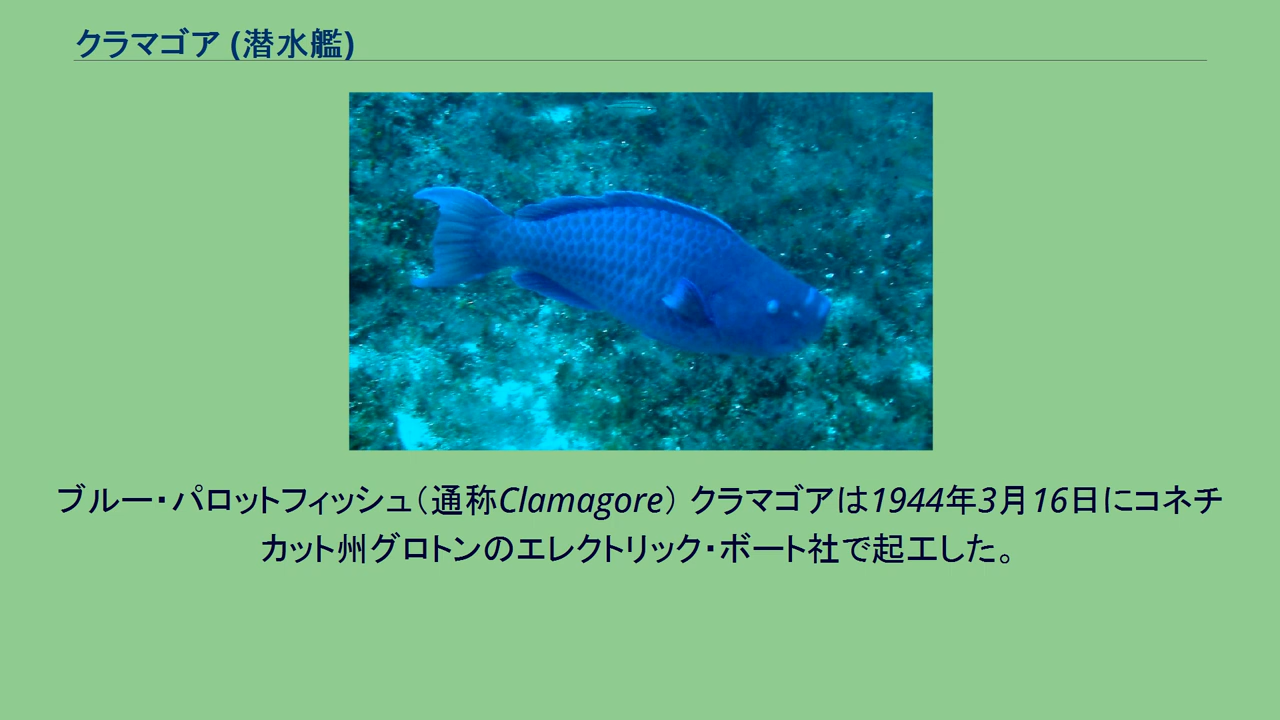 クラマゴア (潜水艦)
ブルー・パロットフィッシュ（通称Clamagore） クラマゴアは1944年3月16日にコネチ
カット州グロトンのエレクトリック・ボート社で起工した。